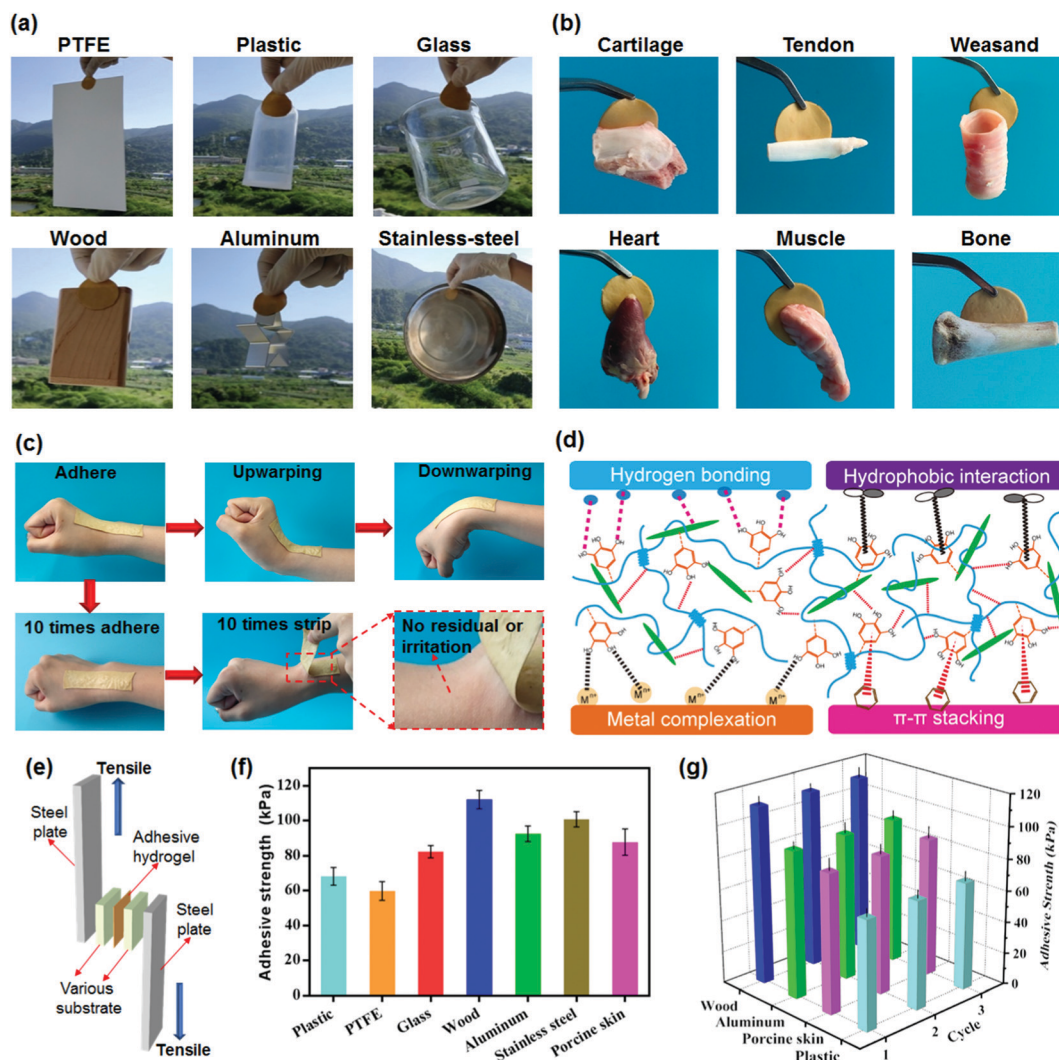 (a)
PTFE Plastic Glass
Wood Aluminum Stainless-steel
(b)
Cartilage Tendon Weasand
Heart Muscle Bone
(c)
Adhere Upwarping Downwarping
10 times adhere 10 times strip No residual or
irritation
(d)
Hydrogen bonding Hydrophobic interaction
Metal complexation π-π stacking
(e)
Tensile
Steel
plate
Adhesive
hydrogel
Steel
plate
Various
substrate
Tensile
(f)
Adhesive strength (kPa)
120
100
80
60
40
20
0
Plastic PTFE Glass Wood Aluminum Stainless steel Porcine skin
(g)
Adhesive Strenth (kPa)
120
100
80
60
40
20
0
Wood
Aluminum
Porcine skin
Plastic
1 2 3
Cycle